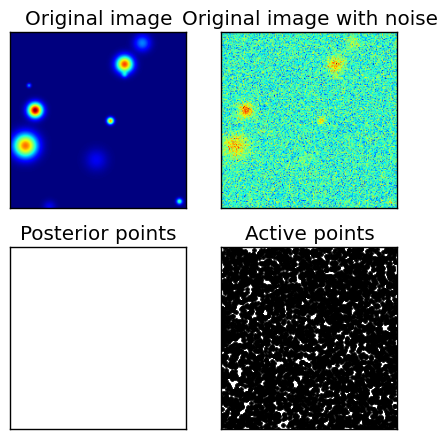 Original image
Original image with noise
Posterior points
Active points